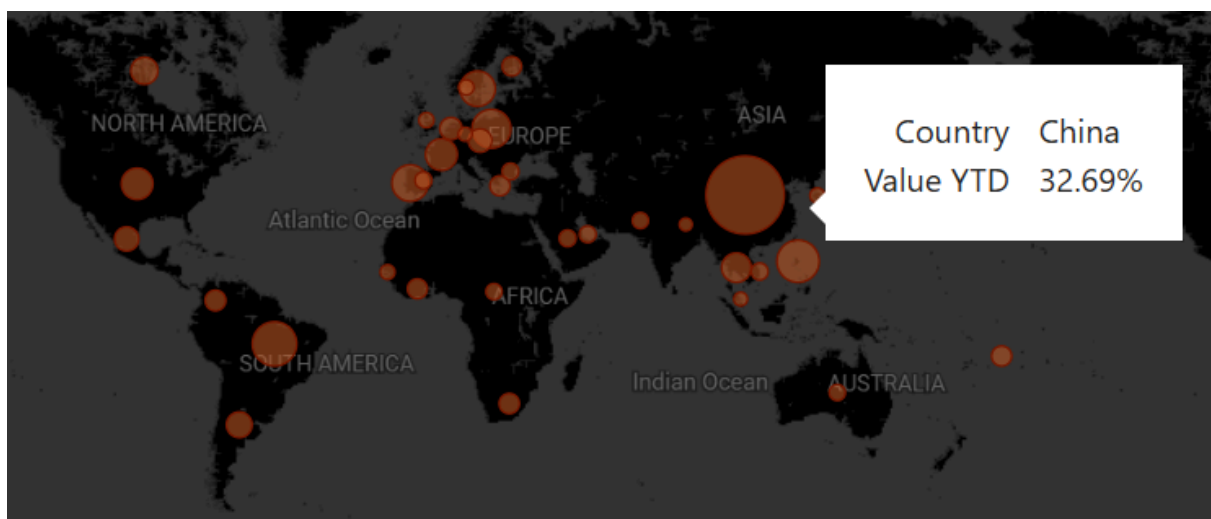 NORTH AMERICA
EUROPE
ASIA
Atlantic Ocean
AFRICA
SOUTH AMERICA
Indian Ocean
AUSTRALIA
Country China
Value YTD 32.69%